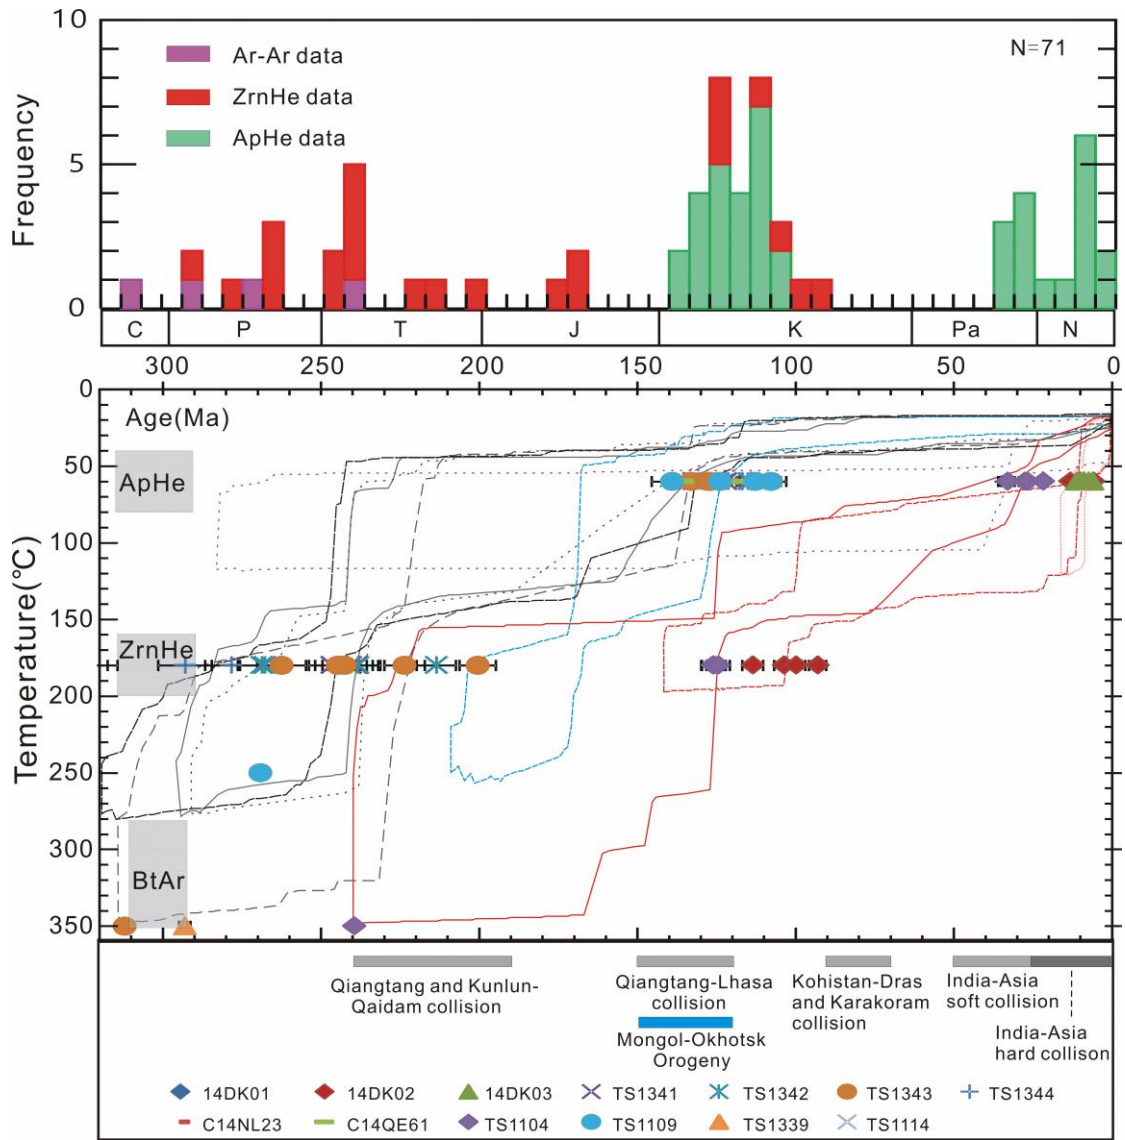 10
Ar-Ar data
N=71
ZrnHe data
ApHe data
Frequency
5
0
C P T J K Pa N
300 250 200 150 100 50 0
0
Age(Ma)
50
ApHe
100
150
ZrnHe
200
Temperature(°C)
250
300
BtAr
350
Qiangtang and Kunlun-
Qaidam collision
Qiangtang-Lhasa
collision
Mongol-Okhotsk
Orogeny
Kohistan-Dras
and Karakoram
collision
India-Asia
soft collision
India-Asia
hard collison
14DK01 14DK02 14DK03 TS1341 TS1342 TS1343 TS1344
C14NL23 C14QE61 TS1104 TS1109 TS1339 TS1114